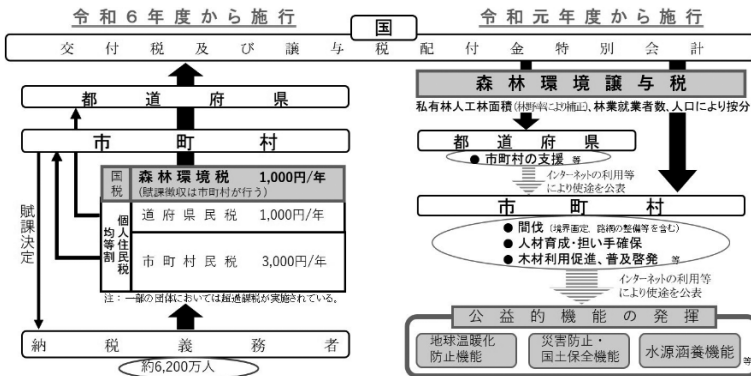 令和６年度から施行
国
令和元年度から施行
交付税及び譲与税配付金特別会計
都道府県
市町村
国税
森林環境税 1,000円/年
(賦課徴収は市町村が行う)
個人住民税均等割
道府県民税 1,000円/年
市町村民税 3,000円/年
注：一部の団体においては超過課税が実施されている。
賦課決定
納税義務者
約6,200万人
森林環境譲与税
私有林人工林面積(林野率により補正)、林業就業者数、人口により按分
都道府県
● 市町村の支援 等
インターネットの利用等
により使途を公表
市町村
● 間伐（境界画定、路網の整備等を含む）
● 人材育成・担い手確保
● 木材利用促進、普及啓発 等
インターネットの利用等
により使途を公表
公益的機能の発揮
地球温暖化
防止機能
災害防止・
国土保全機能
水源涵養機能
等